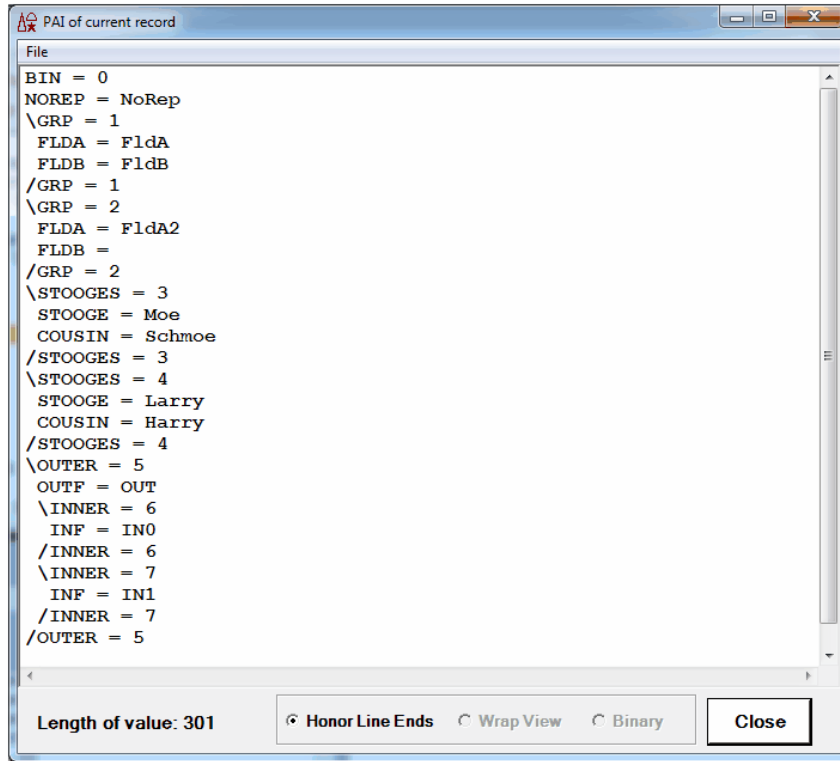 PAI of current record
File
BIN = 0
NOREP = NoRep
\GRP = 1
 FLDA = FldA
 FLDB = FldB
/GRP = 1
\GRP = 2
 FLDA = FldA2
 FLDB =
/GRP = 2
\STOOGES = 3
 STOOGE = Moe
 COUSIN = Schmoe
/STOOGES = 3
\STOOGES = 4
 STOOGE = Larry
 COUSIN = Harry
/STOOGES = 4
\OUTER = 5
 OUTF = OUT
 \INNER = 6
  INF = IN0
 /INNER = 6
 \INNER = 7
  INF = IN1
 /INNER = 7
/OUTER = 5
Length of value: 301 Honor Line Ends Wrap View Binary Close